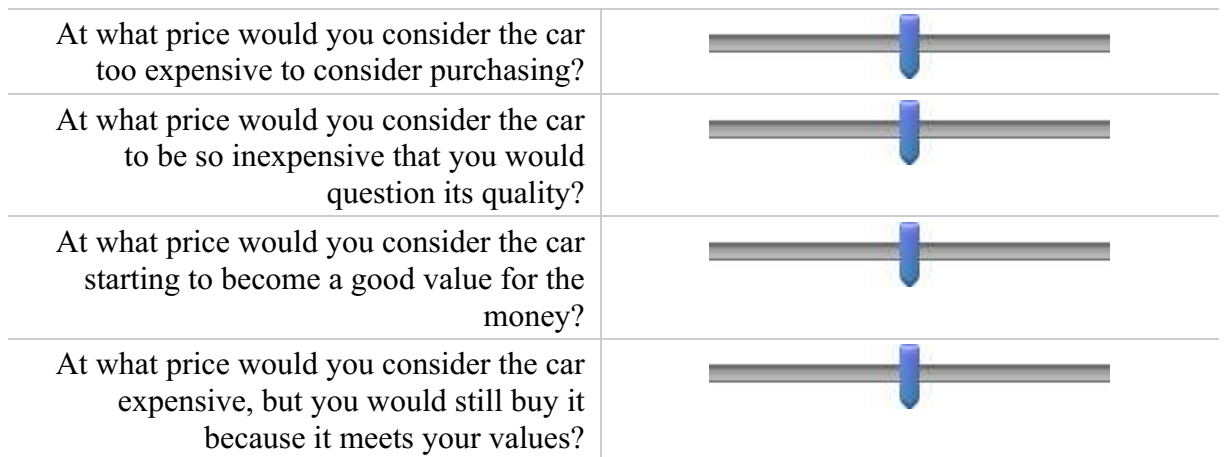 At what price would you consider the car
too expensive to consider purchasing?
At what price would you consider the car
to be so inexpensive that you would
question its quality?
At what price would you consider the car
starting to become a good value for the
money?
At what price would you consider the car
expensive, but you would still buy it
because it meets your values?